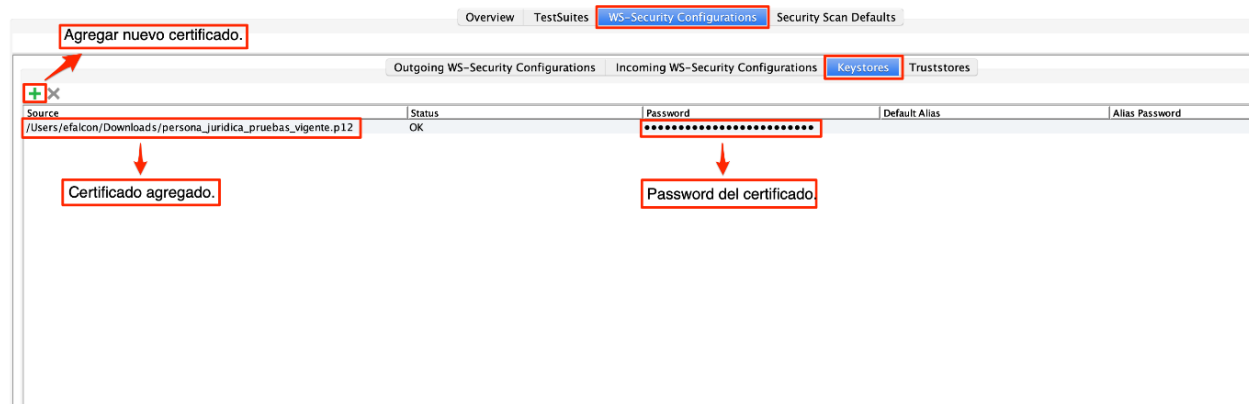 Overview TestSuites WS-Security Configurations Security Scan Defaults
Agregar nuevo certificado.
Outgoing WS-Security Configurations Incoming WS-Security Configurations Keystores Truststores
Source Status Password Default Alias Alias Password
/Users/efalcon/Downloads/persona_juridica_pruebas_vigente.p12 OK ••••••••••••••••••••••••••
Certificado agregado. Password del certificado.